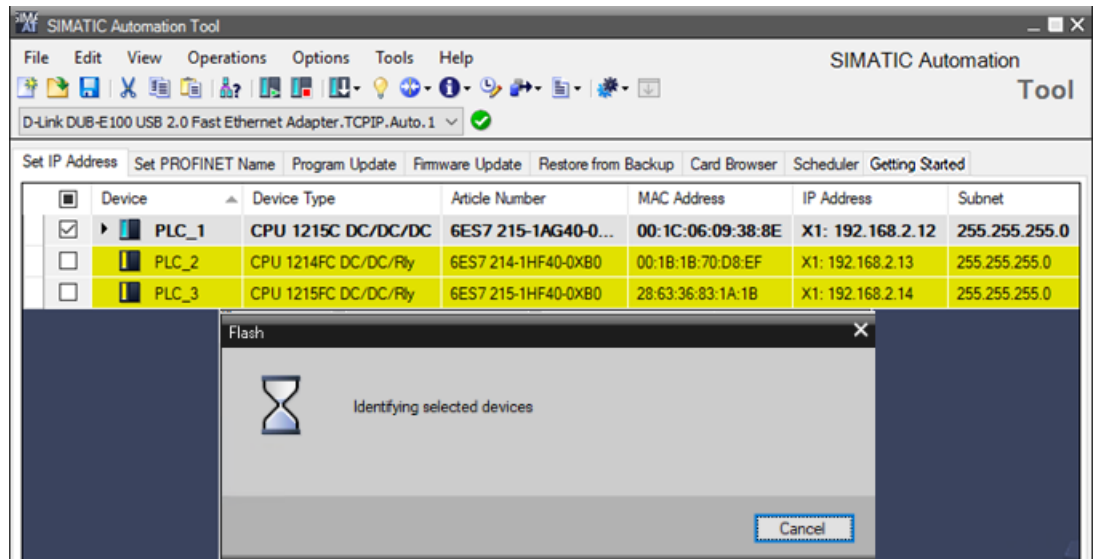 SIMATIC Automation Tool
File Edit View Operations Options Tools Help
SIMATIC Automation
Tool
D-Link DUB-E100 USB 2.0 Fast Ethernet Adapter.TCPIP.Auto.1
Set IP Address Set PROFINET Name Program Update Firmware Update Restore from Backup Card Browser Scheduler Getting Started
Device Device Type Article Number MAC Address IP Address Subnet
PLC_1 CPU 1215C DC/DC/DC 6ES7 215-1AG40-0... 00:1C:06:09:38:8E X1: 192.168.2.12 255.255.255.0
PLC_2 CPU 1214FC DC/DC/Rly 6ES7 214-1HF40-0XB0 00:1B:1B:70:D8:EF X1: 192.168.2.13 255.255.255.0
PLC_3 CPU 1215FC DC/DC/Rly 6ES7 215-1HF40-0XB0 28:63:36:83:1A:1B X1: 192.168.2.14 255.255.255.0
Flash
Identifying selected devices
Cancel